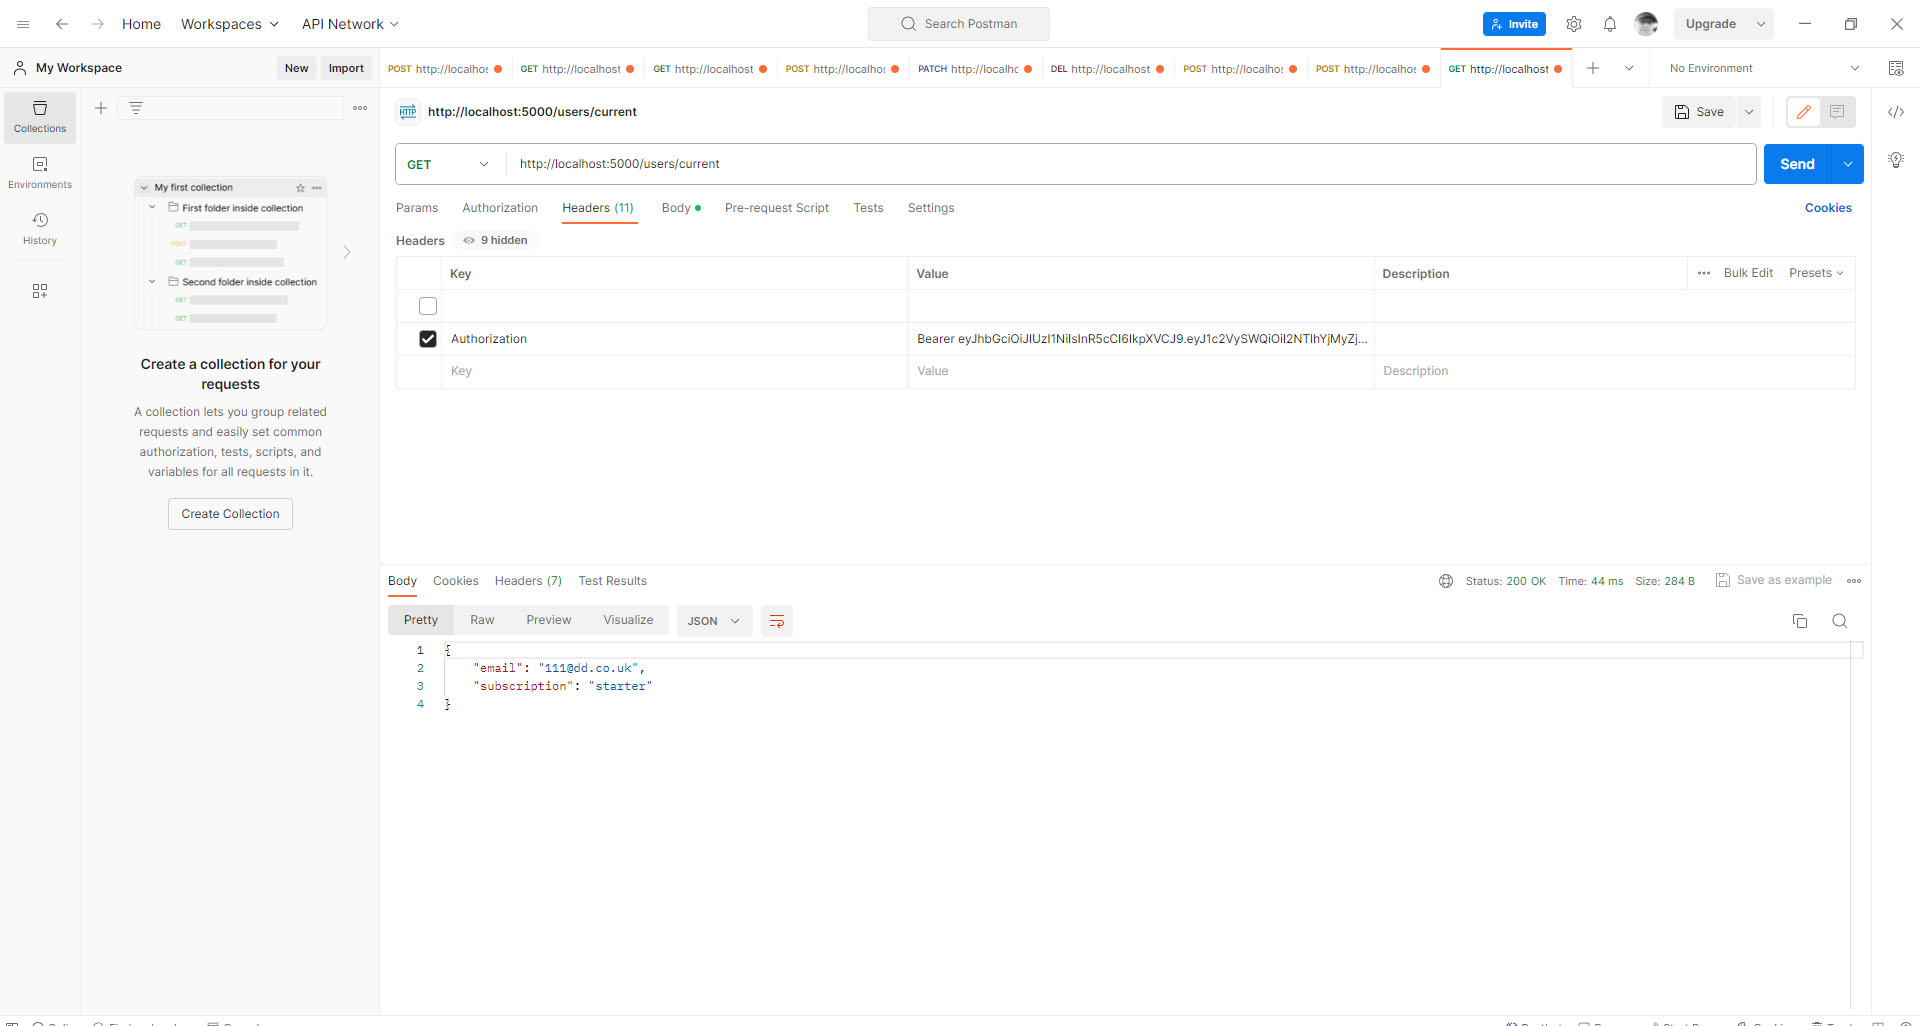 Home Workspaces API Network Search Postman Invite Upgrade
My Workspace New Import POST http://localhos GET http://localhost GET http://localhost POST http://localhos PATCH http://localhc DEL http://localhost POST http://localhos POST http://localhos GET http://localhost No Environment
Collections
Environments
History
My first collection
First folder inside collection
GET
POST
GET
Second folder inside collection
GET
GET
Create a collection for your
requests
A collection lets you group related
requests and easily set common
authorization, tests, scripts, and
variables for all requests in it.
Create Collection
HTTP http://localhost:5000/users/current Save
GET http://localhost:5000/users/current Send
Params Authorization Headers (11) Body Pre-request Script Tests Settings Cookies
Headers 9 hidden
Key Value Description Bulk Edit Presets
Authorization Bearer eyJhbGciOiJIUzI1NiIsInR5cCI6IkpXVCJ9.eyJ1c2VySWQiOiI2NTlhYjMyZj...
Key Value Description
Body Cookies Headers (7) Test Results Status: 200 OK Time: 44 ms Size: 284 B Save as example
Pretty Raw Preview Visualize JSON
1 {
2 "email": "111@dd.co.uk",
3 "subscription": "starter"
4 }